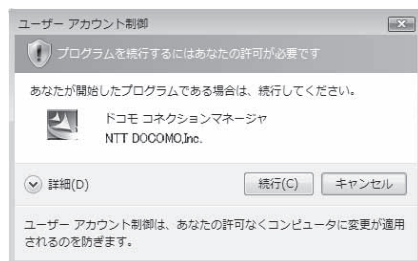 ユーザー アカウント制御
プログラムを続行するにはあなたの許可が必要です
あなたが開始したプログラムである場合は、続行してください。
ドコモ コネクションマネージャ
NTT DOCOMO,Inc.
詳細(D)
続行(C)
キャンセル
ユーザー アカウント制御は、あなたの許可なくコンピュータに変更が適用
されるのを防ぎます。